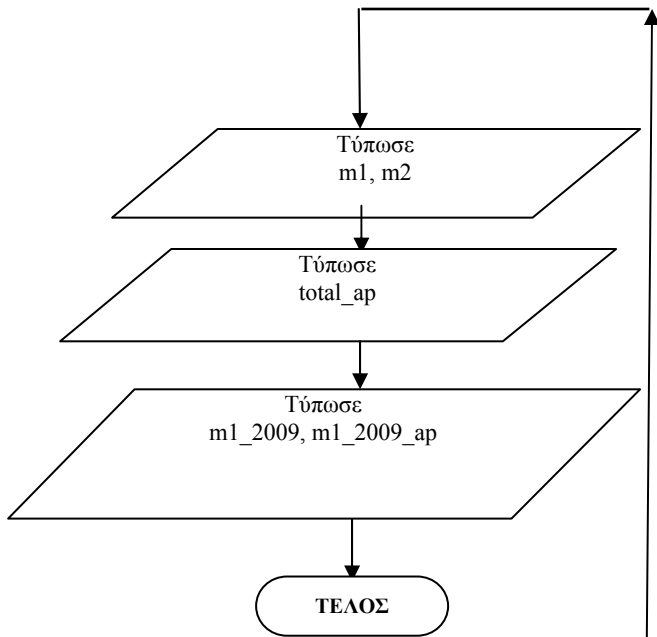 Τύπωσε
m1, m2
Τύπωσε
total_ap
Τύπωσε
m1_2009, m1_2009_ap
ΤΕΛΟΣ